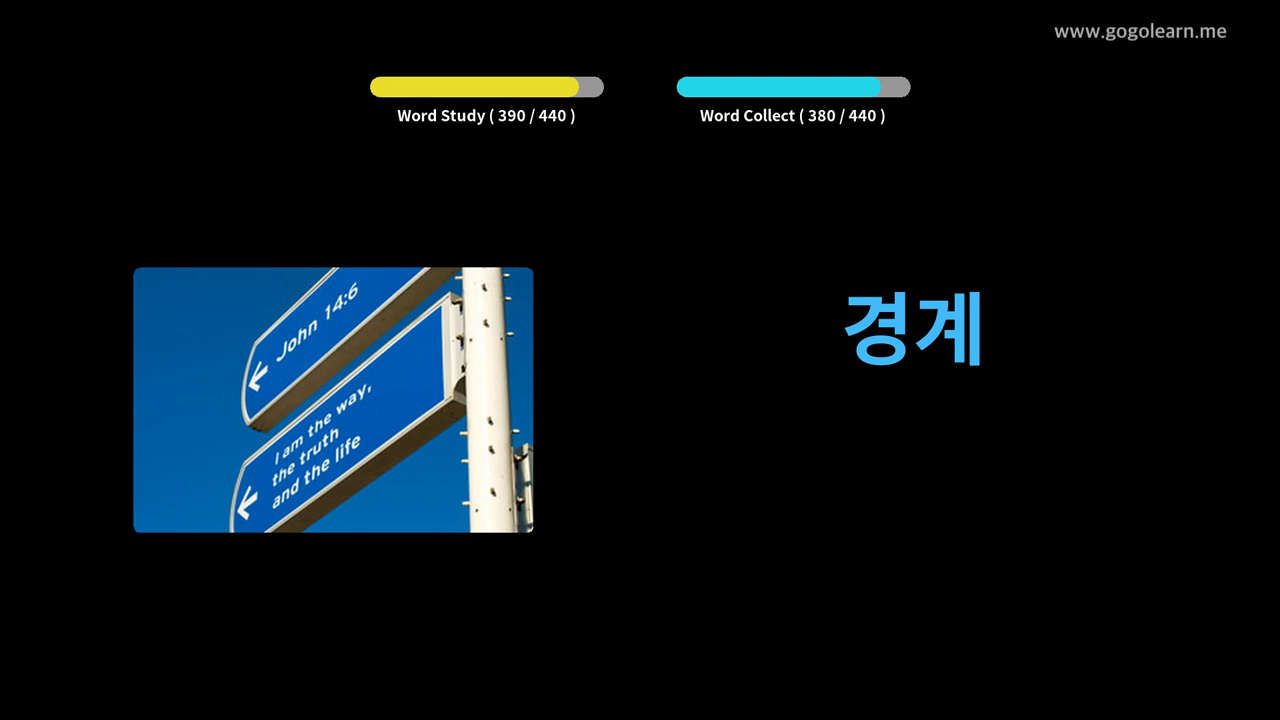 www.gogolearn.me
Word Study ( 390 / 440 )
Word Collect ( 380 / 440 )
John 14:6
I am the way,
the truth
and the life
경계